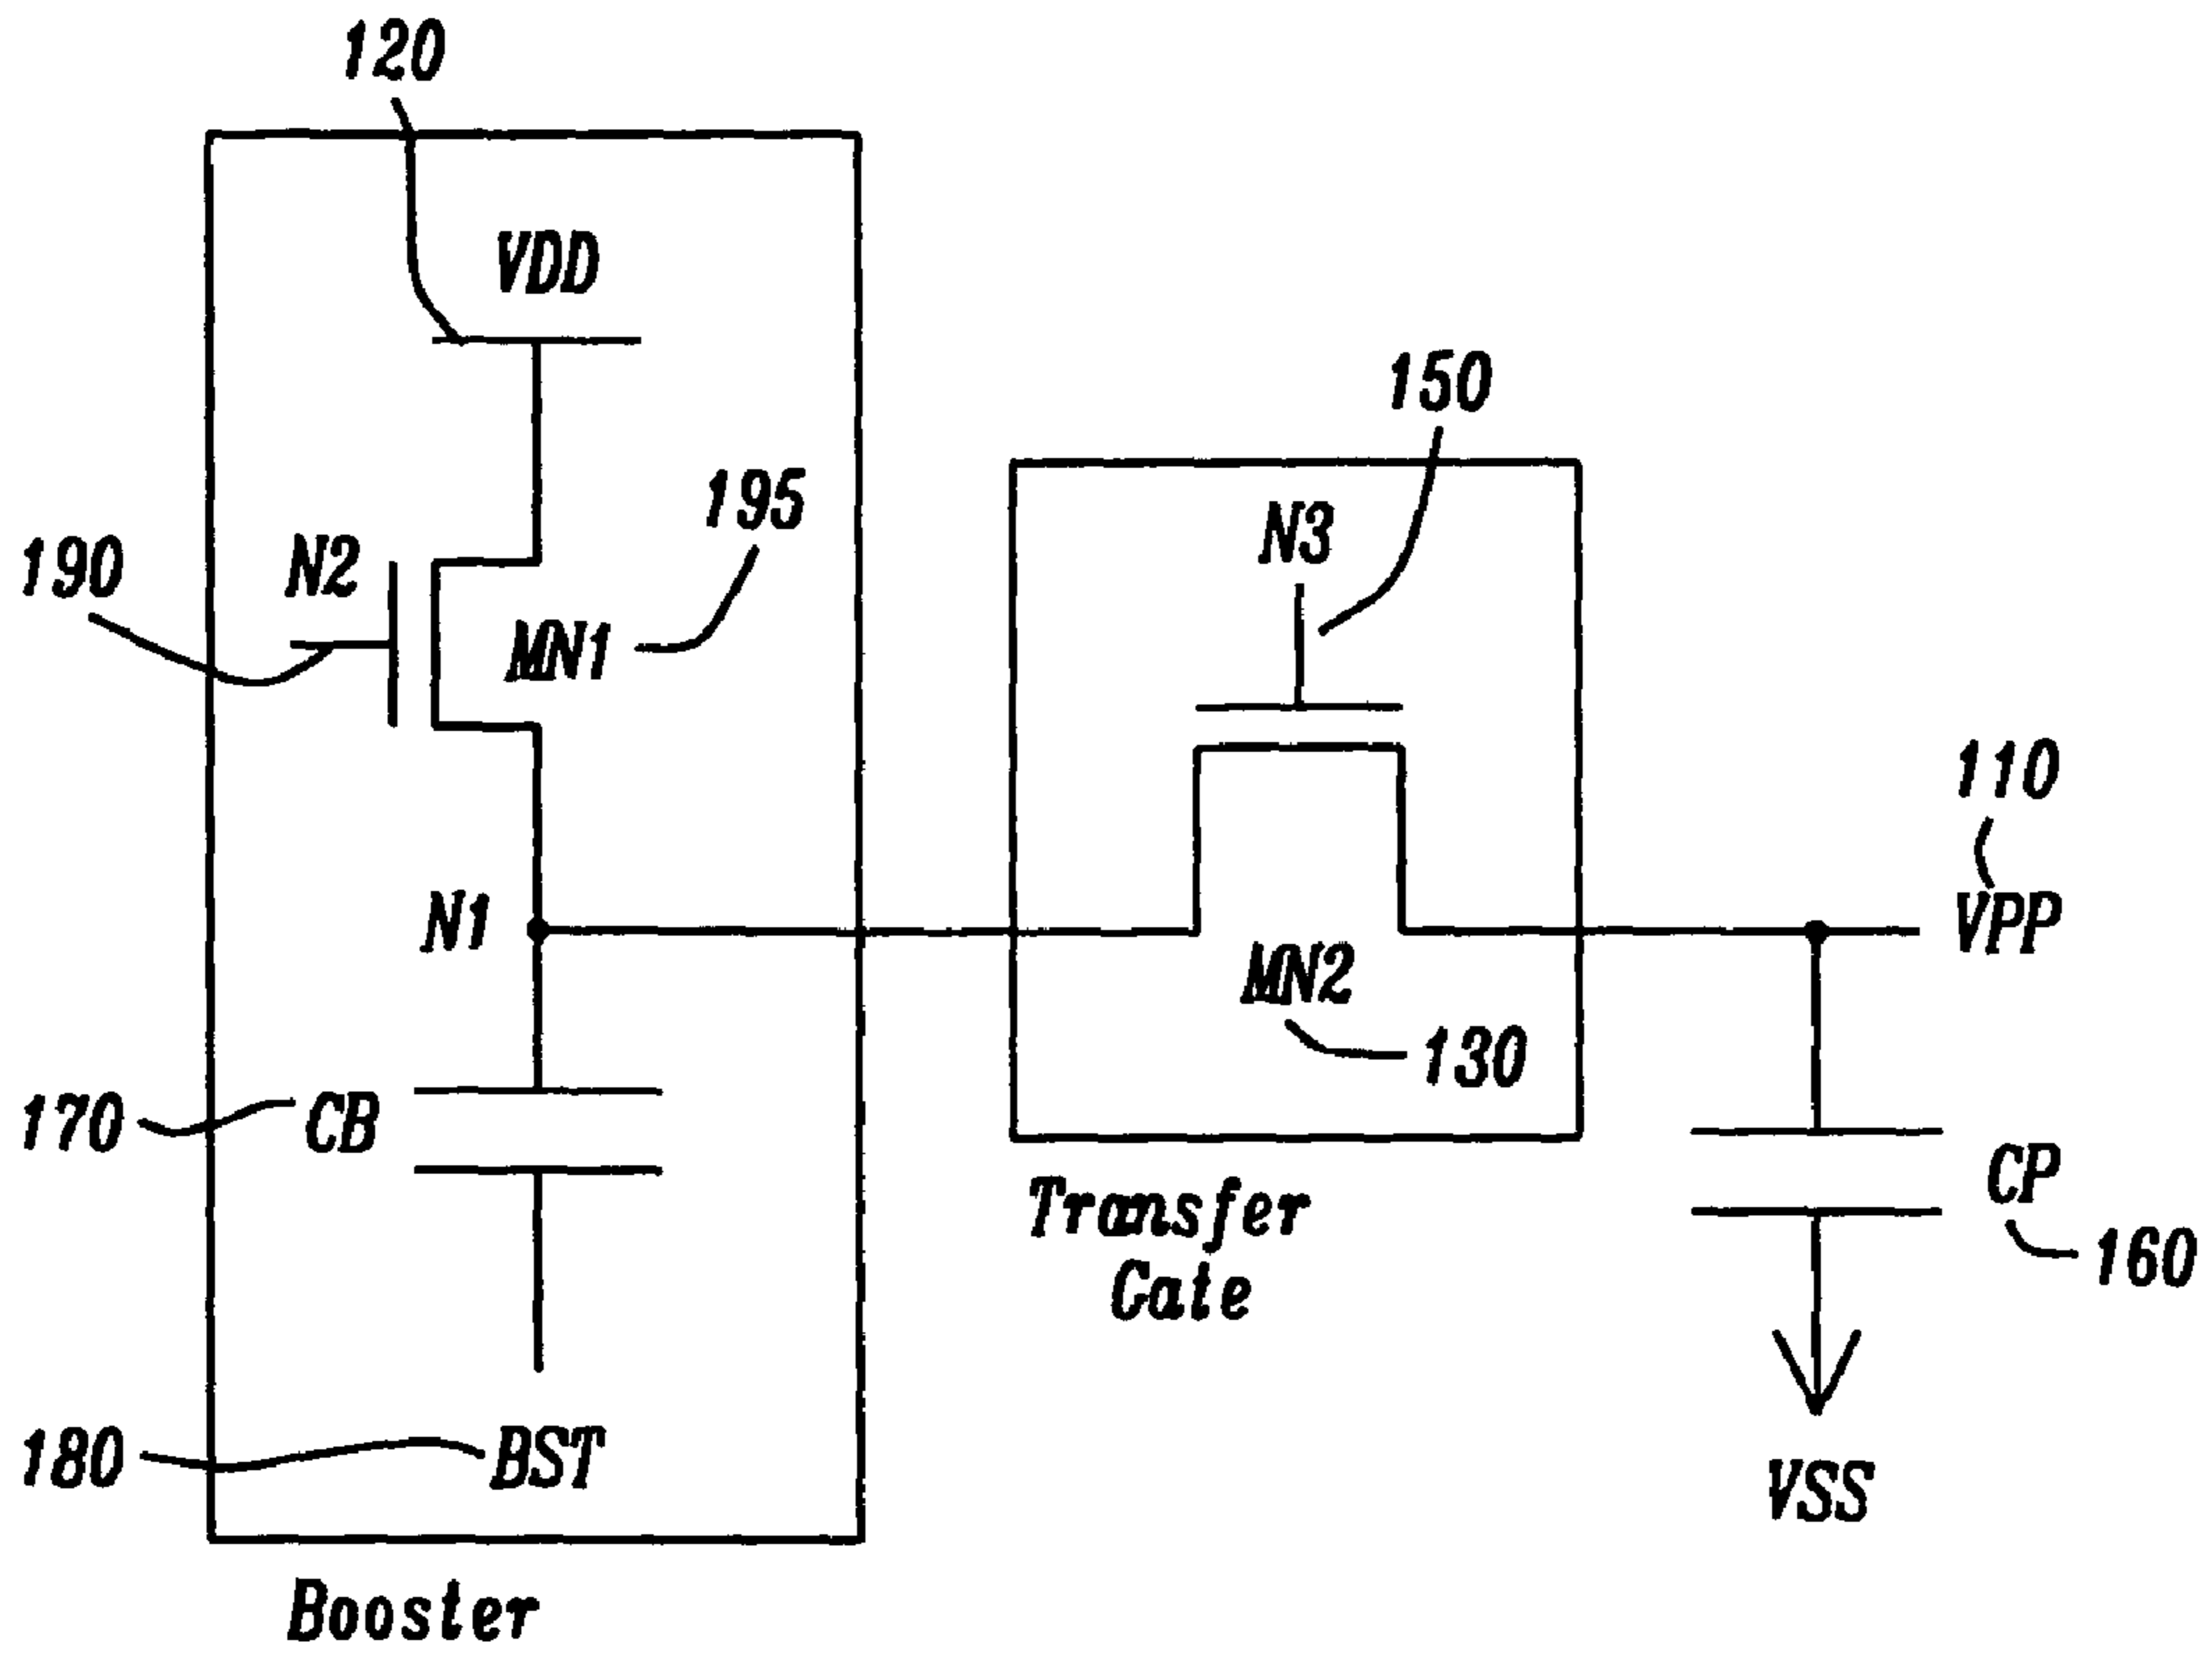 120
VDD
150
195
N3
190
N2
MN1
110
N1
VPP
MN2
130
170
CB
CP
Transfer
Gate
160
180
BST
VSS
Booster